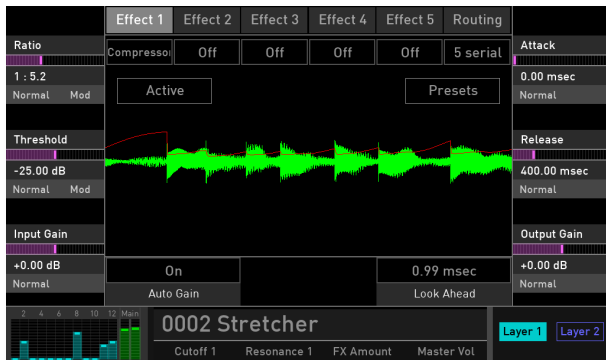 Effect 1 Effect 2 Effect 3 Effect 4 Effect 5 Routing
Ratio
Compressor Off Off Off Off 5 serial
Attack
1 : 5.2
0.00 msec
Normal Mod
Active
Presets
Normal
Threshold
Release
-25.00 dB
400.00 msec
Normal Mod
Normal
Input Gain
Output Gain
+0.00 dB
On
0.99 msec
+0.00 dB
Normal
Auto Gain
Look Ahead
Normal
2 4 6 8 10 12 Main
0002 Stretcher
Layer 1 Layer 2
Cutoff 1 Resonance 1 FX Amount Master Vol